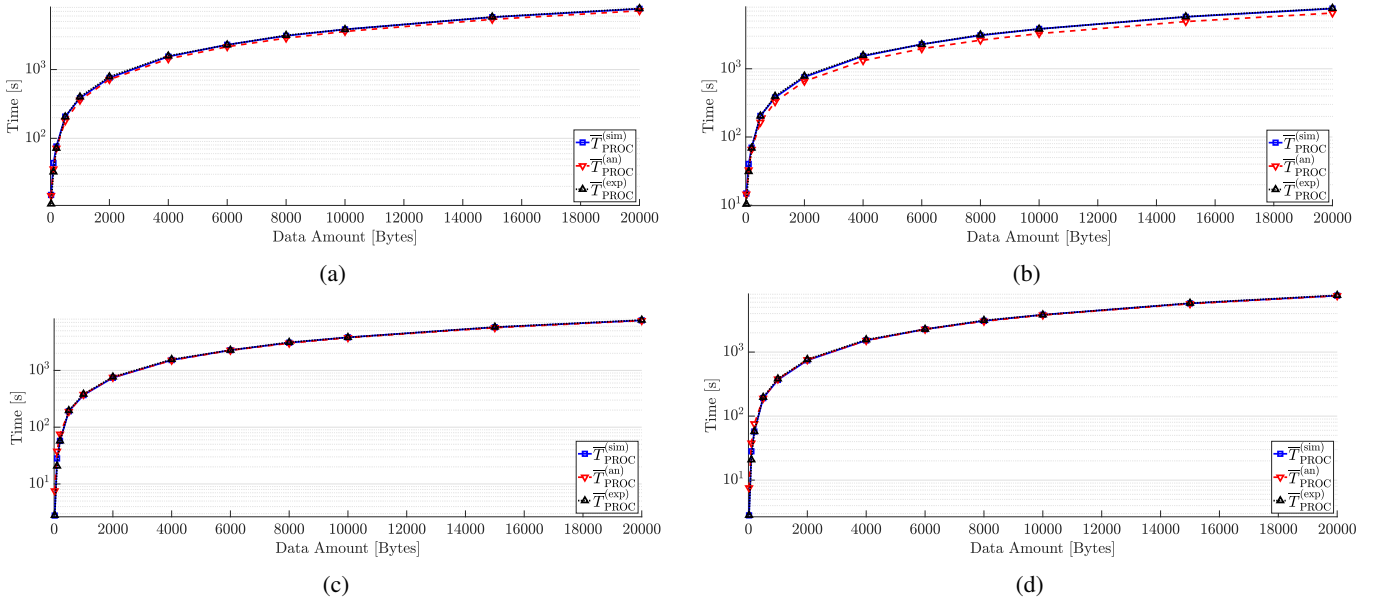 10^3
10^2
Time [s]
T̅_PROC^(sim)
T̅_PROC^(an)
T̅_PROC^(exp)
0 2000 4000 6000 8000 10000 12000 14000 16000 18000 20000
Data Amount [Bytes]
(a)
10^3
10^2
10^1
Time [s]
T̅_PROC^(sim)
T̅_PROC^(an)
T̅_PROC^(exp)
0 2000 4000 6000 8000 10000 12000 14000 16000 18000 20000
Data Amount [Bytes]
(b)
10^3
10^2
10^1
Time [s]
T̅_PROC^(sim)
T̅_PROC^(an)
T̅_PROC^(exp)
0 2000 4000 6000 8000 10000 12000 14000 16000 18000 20000
Data Amount [Bytes]
(c)
10^3
10^2
10^1
Time [s]
T̅_PROC^(sim)
T̅_PROC^(an)
T̅_PROC^(exp)
0 2000 4000 6000 8000 10000 12000 14000 16000 18000 20000
Data Amount [Bytes]
(d)